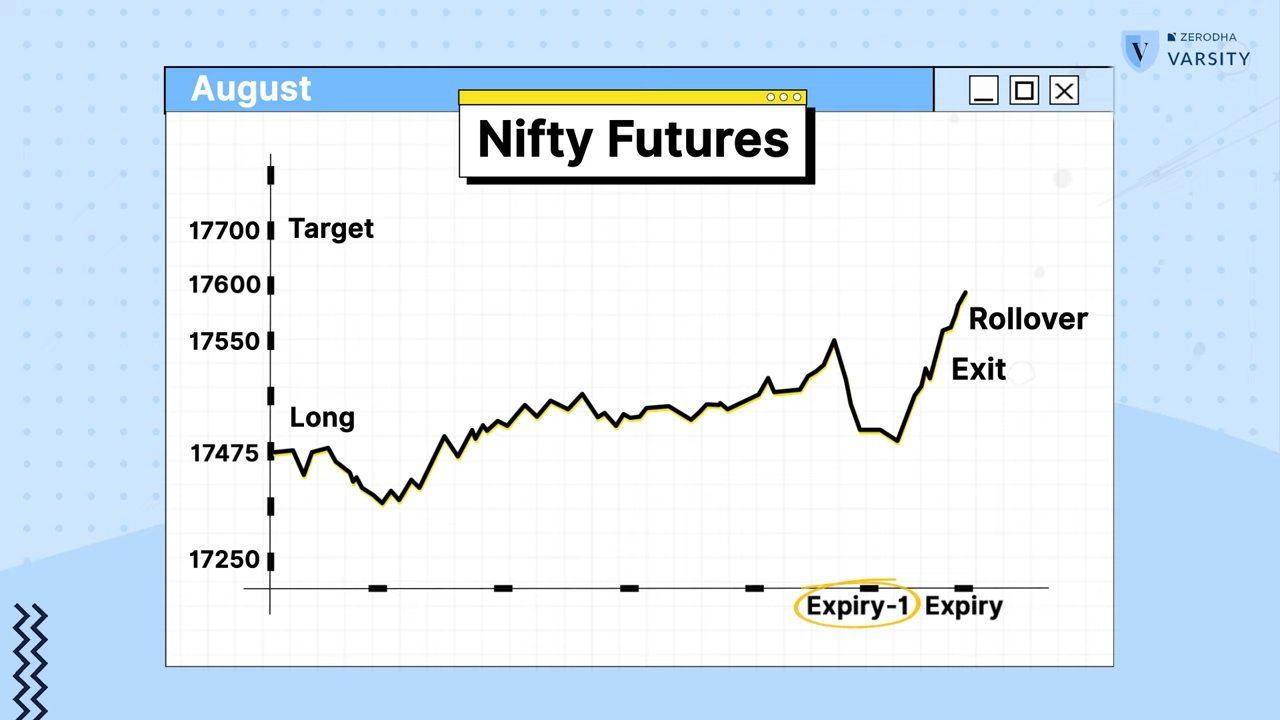 ZERODHA
VARSITY
August
Nifty Futures
17700
Target
17600
17550
Rollover
Exit
Long
17475
17250
Expiry-1
Expiry